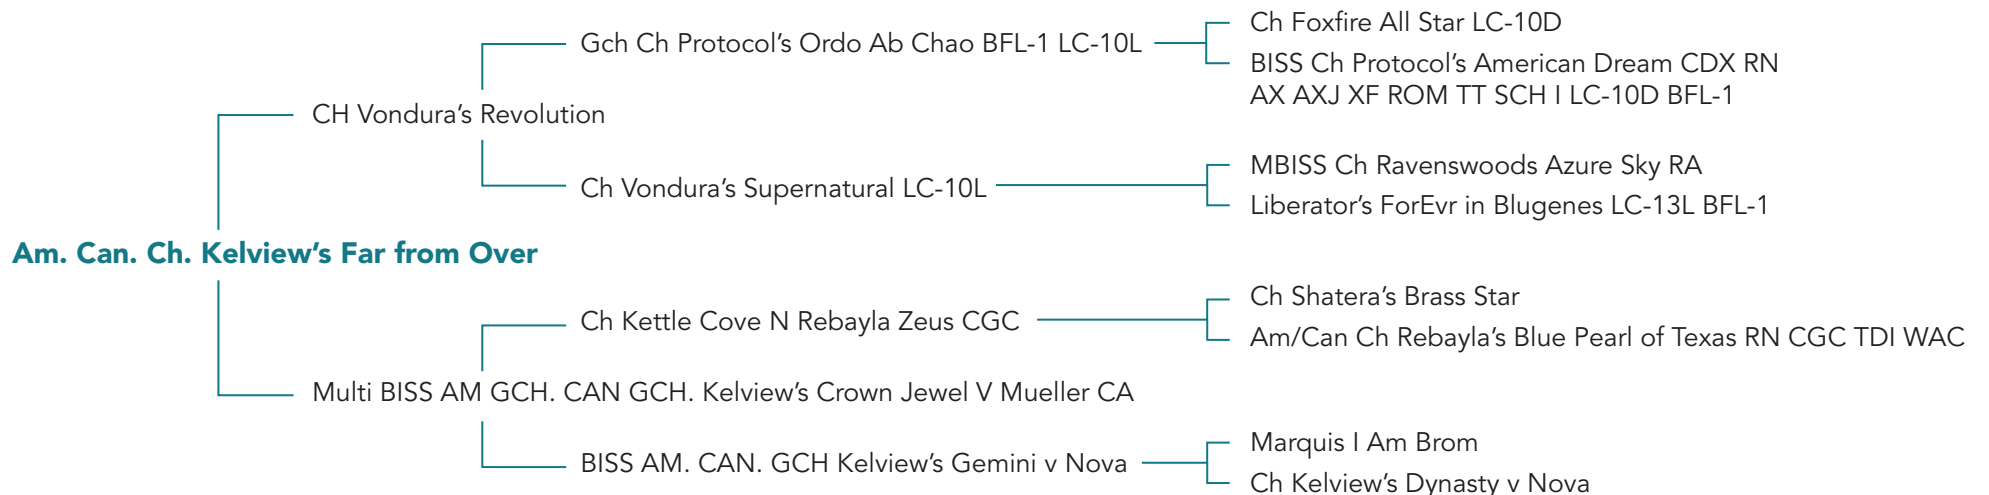 Ch Foxfire All Star LC-10D
Gch Ch Protocol’s Ordo Ab Chao BFL-1 LC-10L
BISS Ch Protocol’s American Dream CDX RN
AX AXJ XF ROM TT SCH I LC-10D BFL-1
CH Vondura’s Revolution
MBISS Ch Ravenswoods Azure Sky RA
Ch Vondura’s Supernatural LC-10L
Liberator’s ForEvr in Blugenes LC-13L BFL-1
Am. Can. Ch. Kelview’s Far from Over
Ch Shatera’s Brass Star
Ch Kettle Cove N Rebayla Zeus CGC
Am/Can Ch Rebayla’s Blue Pearl of Texas RN CGC TDI WAC
Multi BISS AM GCH. CAN GCH. Kelview’s Crown Jewel V Mueller CA
Marquis I Am Brom
BISS AM. CAN. GCH Kelview’s Gemini v Nova
Ch Kelview’s Dynasty v Nova